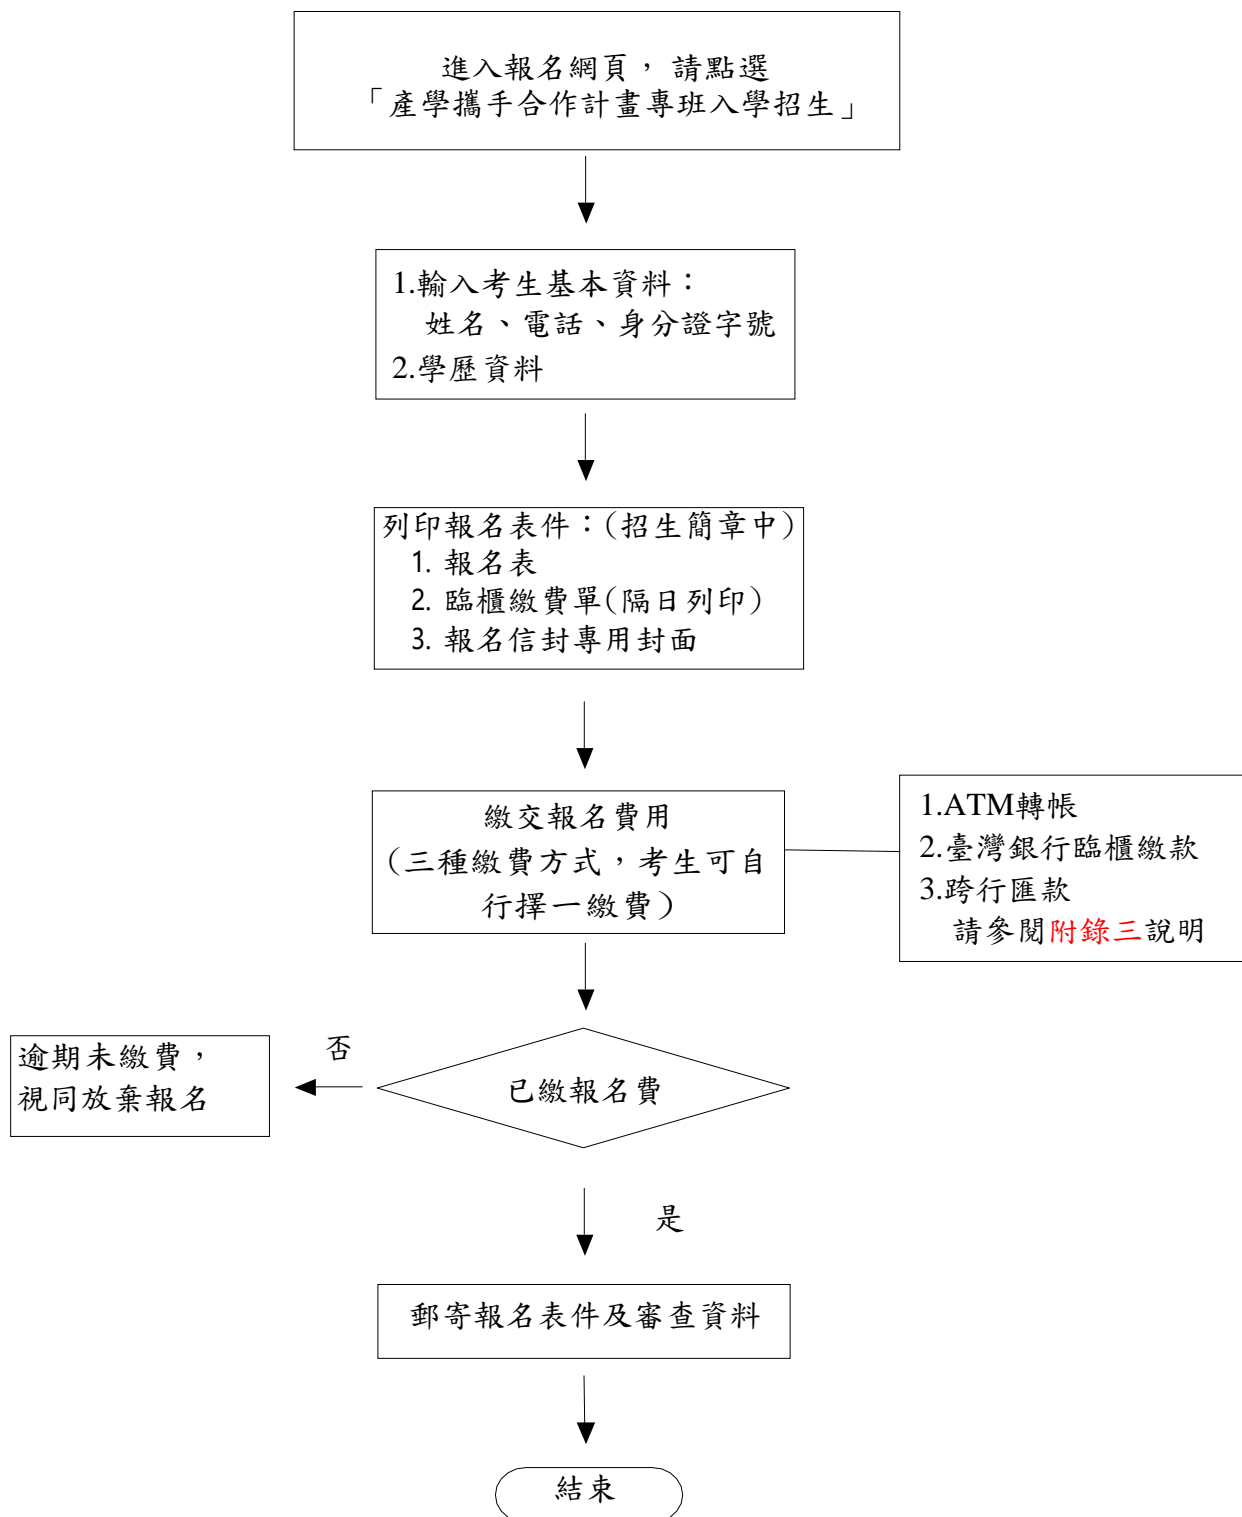 進入報名網頁， 請點選
「產學攜手合作計畫專班入學招生」
1.輸入考生基本資料：
姓名、電話、身分證字號
2.學歷資料
列印報名表件：(招生簡章中)
1. 報名表
2. 臨櫃繳費單(隔日列印)
3. 報名信封專用封面
繳交報名費用
(三種繳費方式，考生可自
行擇一繳費)
1.ATM轉帳
2.臺灣銀行臨櫃繳款
3.跨行匯款
請參閱附錄三說明
已繳報名費
否
逾期未繳費，
視同放棄報名
是
郵寄報名表件及審查資料
結束